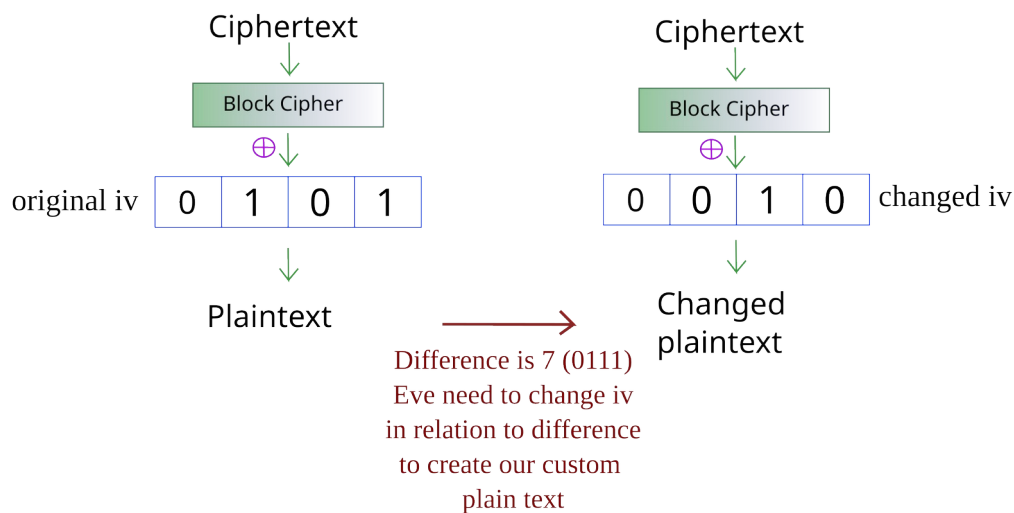 Ciphertext
Block Cipher
original iv
0 1 0 1
Plaintext
Ciphertext
Block Cipher
0 0 1 0
changed iv
Changed
plaintext
Difference is 7 (0111)
Eve need to change iv
in relation to difference
to create our custom
plain text